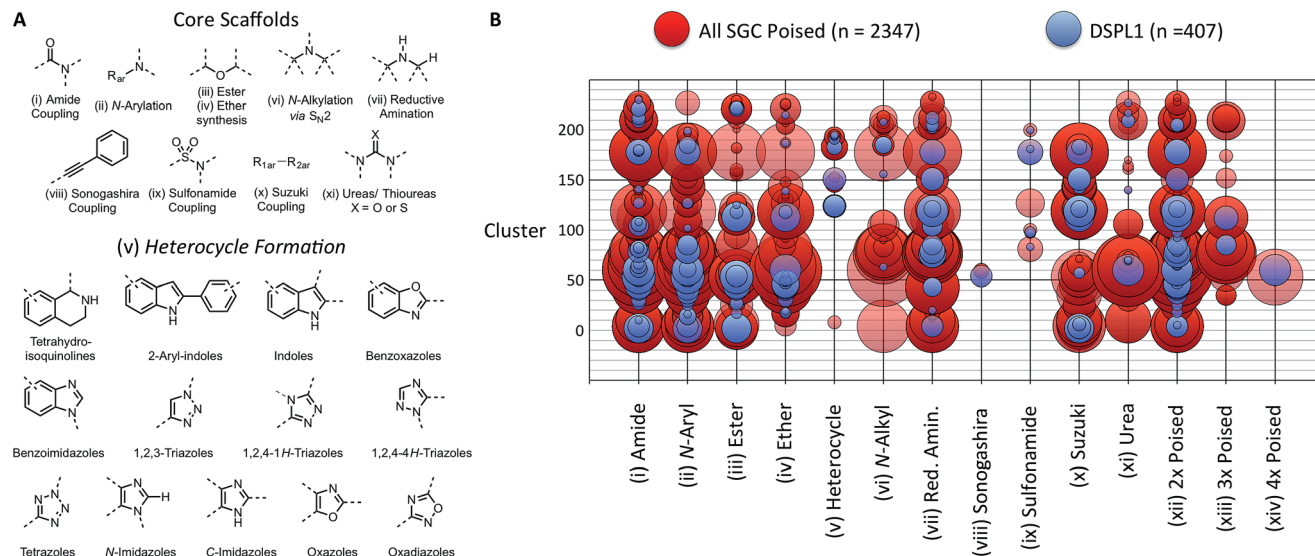 A
Core Scaffolds
O
N
(i) Amide
Coupling
Rar
N
(ii) N-Arylation
O
(iii) Ester
(iv) Ether
synthesis
N
(vi) N-Alkylation
via SN2
H
N
H
(vii) Reductive
Amination
(viii) Sonogashira
Coupling
O O
S
N
(ix) Sulfonamide
Coupling
R1ar—R2ar
(x) Suzuki
Coupling
X
N N
(xi) Ureas/ Thioureas
X = O or S
(v) Heterocycle Formation
NH
Tetrahydro-
isoquinolines
N
H
2-Aryl-indoles
N
H
Indoles
O
N
Benzoxazoles
N
N
Benzoimidazoles
N
N
N
1,2,3-Triazoles
N
N
N
1,2,4-1H-Triazoles
N
N
N
1,2,4-4H-Triazoles
N
N
N
N
Tetrazoles
N
H
N
N-Imidazoles
N
N
H
C-Imidazoles
N
O
Oxazoles
N
O
N
Oxadiazoles
B
All SGC Poised (n = 2347)
DSPL1 (n =407)
Cluster
200
150
100
50
0
(i) Amide
(ii) N-Aryl
(iii) Ester
(iv) Ether
(v) Heterocycle
(vi) N-Alkyl
(vii) Red. Amin.
(viii) Sonogashira
(ix) Sulfonamide
(x) Suzuki
(xi) Urea
(xii) 2x Poised
(xiii) 3x Poised
(xiv) 4x Poised